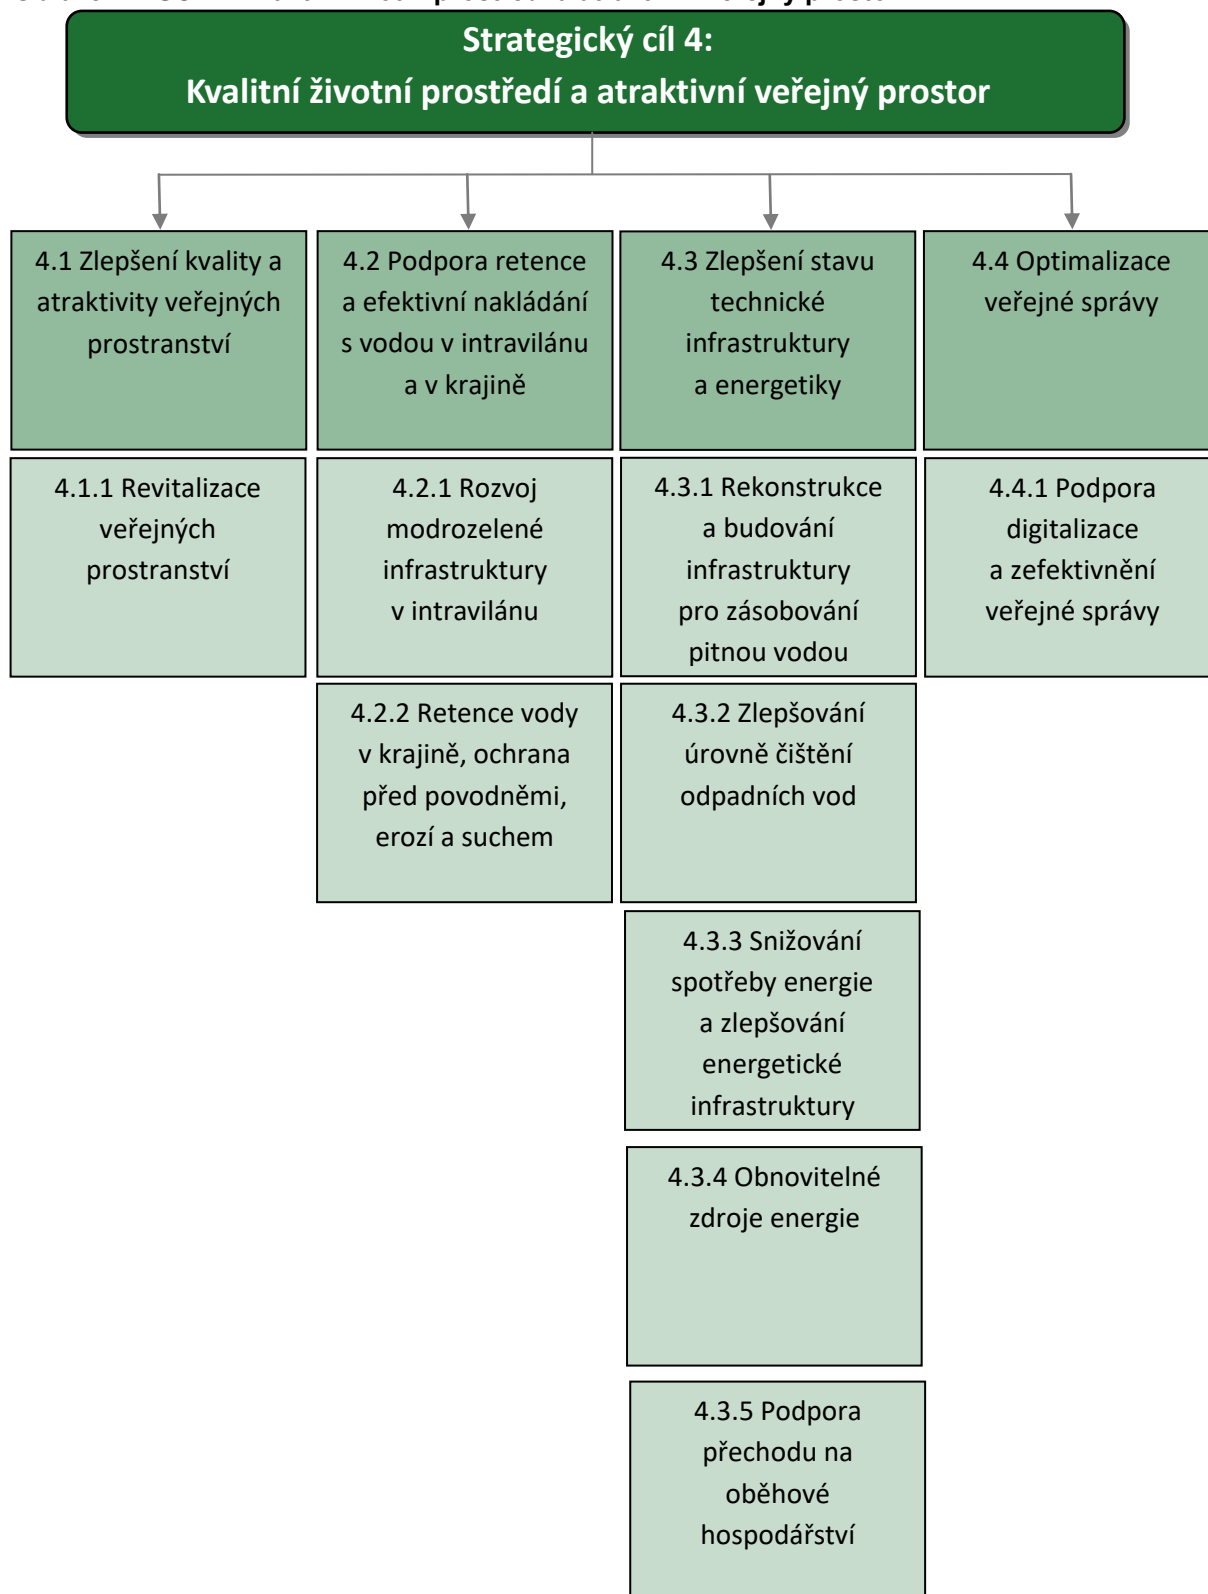 Strategický cíl 4:
Kvalitní životní prostředí a atraktivní veřejný prostor
4.1 Zlepšení kvality a
atraktivity veřejných
prostranství
4.2 Podpora retence
a efektivní nakládání
s vodou v intravilánu
a v krajině
4.3 Zlepšení stavu
technické
infrastruktury
a energetiky
4.4 Optimalizace
veřejné správy
4.1.1 Revitalizace
veřejných
prostranství
4.2.1 Rozvoj
modrozelené
infrastruktury
v intravilánu
4.3.1 Rekonstrukce
a budování
infrastruktury
pro zásobování
pitnou vodou
4.4.1 Podpora
digitalizace
a zefektivnění
veřejné správy
4.2.2 Retence vody
v krajině, ochrana
před povodněmi,
erozí a suchem
4.3.2 Zlepšování
úrovně čištění
odpadních vod
4.3.3 Snižování
spotřeby energie
a zlepšování
energetické
infrastruktury
4.3.4 Obnovitelné
zdroje energie
4.3.5 Podpora
přechodu na
oběhové
hospodářství